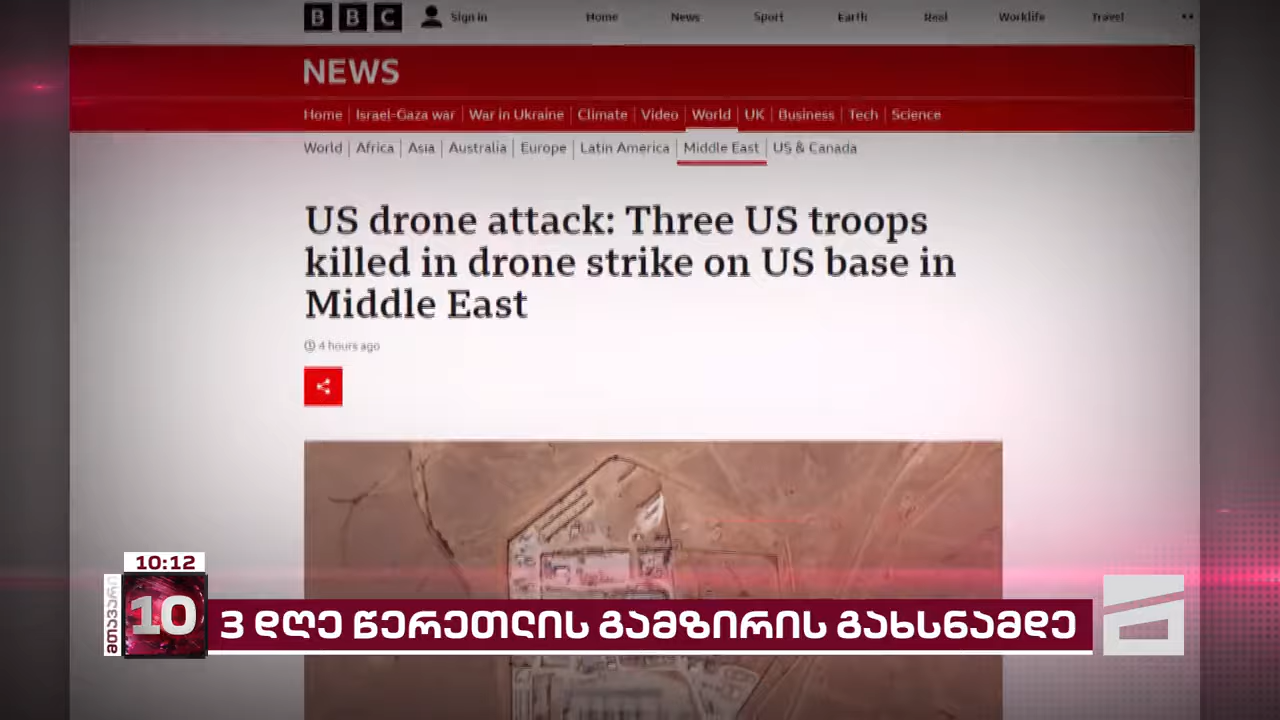 BBC Sign in Home News Sport Earth Real Worklife Travel
NEWS
Home Israel-Gaza war War in Ukraine Climate Video World UK Business Tech Science
World Africa Asia Australia Europe Latin America Middle East US & Canada
US drone attack: Three US troops
killed in drone strike on US base in
Middle East
4 hours ago
10:12
მთავარი
10
3 დღე წერეთლის გამზირის გახსნამდე